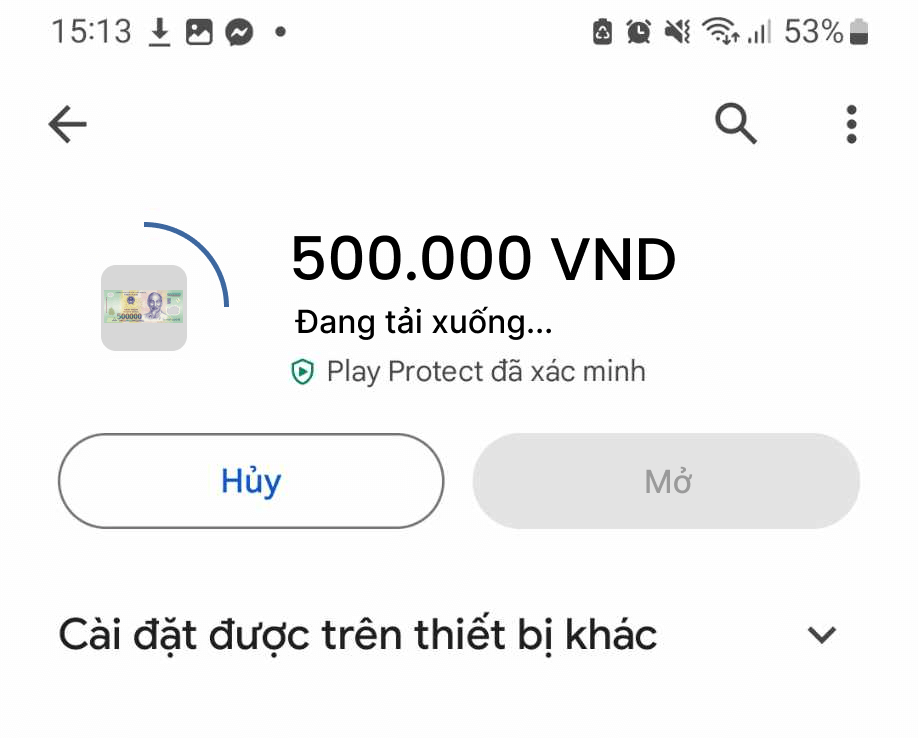 15:13
53%
500.000 VND
500000
Đang tải xuống...
Play Protect đã xác minh
Hủy
Mở
Cài đặt được trên thiết bị khác